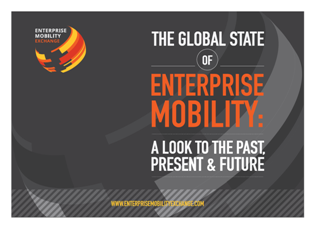 ENTERPRISE
MOBILITY
EXCHANGE
THE GLOBAL STATE
OF
ENTERPRISE
MOBILITY:
A LOOK TO THE PAST,
PRESENT & FUTURE
WWW.ENTERPRISEMOBILITYEXCHANGE.COM